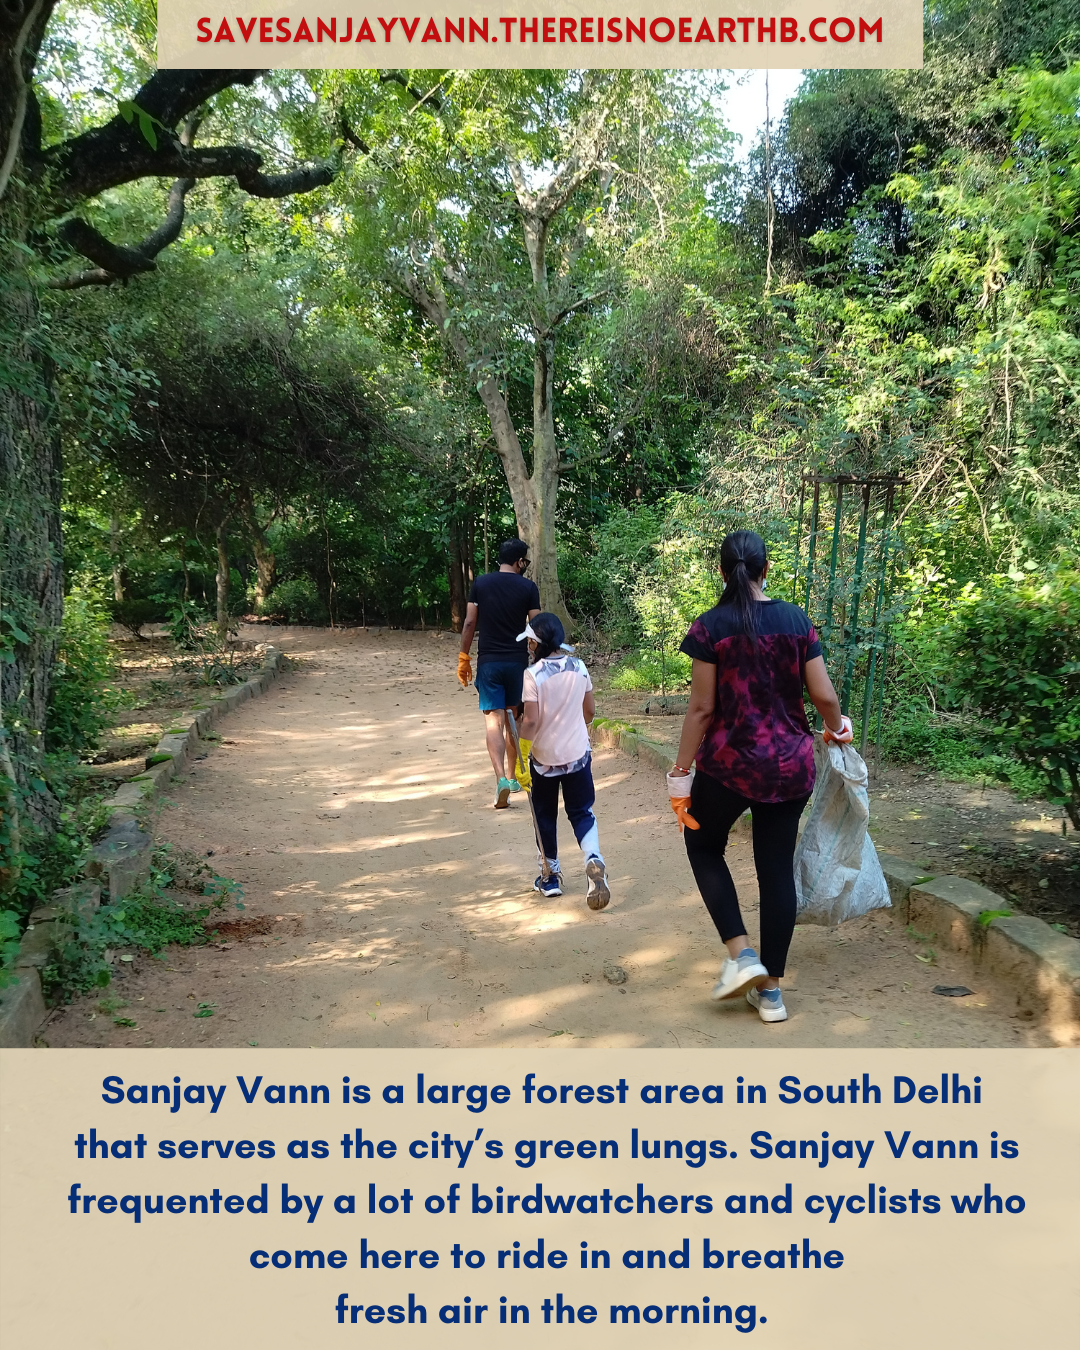 SAVESANJAYVANN.THEREISNOEARTHB.COM
Sanjay Vann is a large forest area in South Delhi
that serves as the city's green lungs. Sanjay Vann is
frequented by a lot of birdwatchers and cyclists who
come here to ride in and breathe
fresh air in the morning.